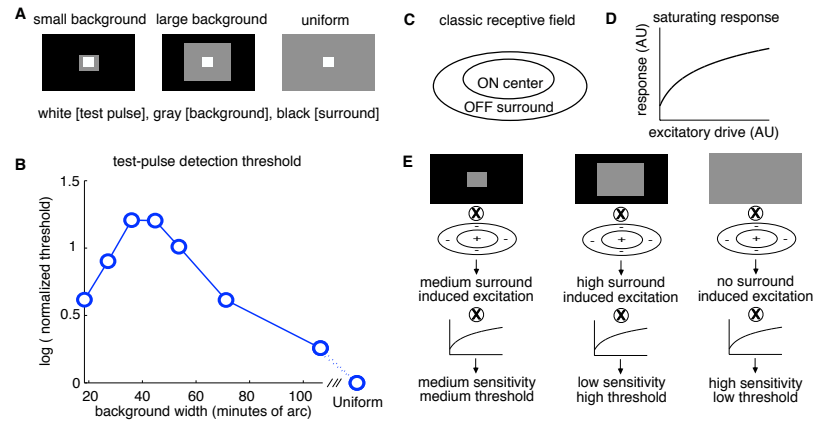 A
small background
large background
uniform
white [test pulse], gray [background], black [surround]
B
test-pulse detection threshold
log ( normalized threshold)
1.5
1
0.5
0
20
40
60
80
100
Uniform
background width (minutes of arc)
C
classic receptive field
ON center
OFF surround
D
saturating response
response (AU)
excitatory drive (AU)
E
X
X
X
-
- + -
-
-
- + -
-
-
- + -
-
medium surround
induced excitation
high surround
induced excitation
no surround
induced excitation
X
X
X
medium sensitivity
medium threshold
low sensitivity
high threshold
high sensitivity
low threshold